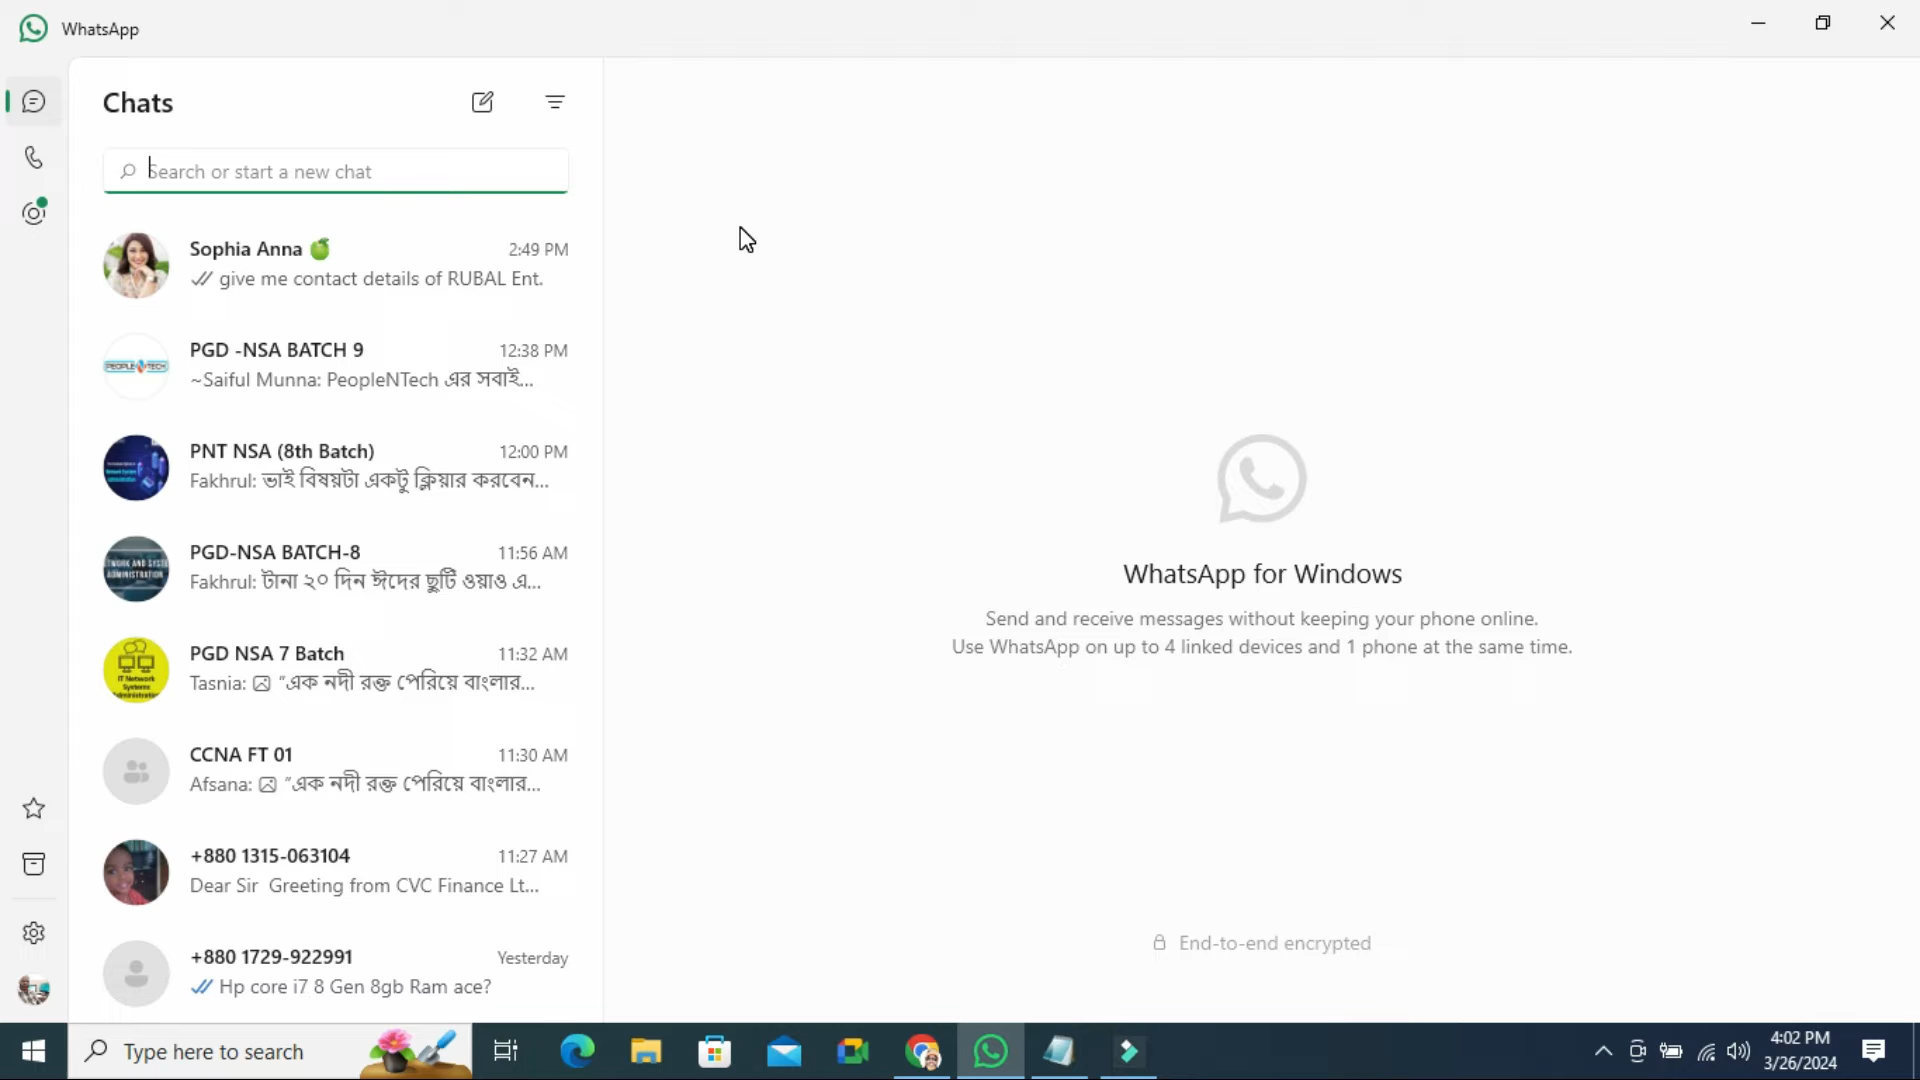 WhatsApp
Chats
Search or start a new chat
Sophia Anna 🍏 2:49 PM
give me contact details of RUBAL Ent.
PGD -NSA BATCH 9 12:38 PM
PEOPLE N TECH
~Saiful Munna: PeopleNTech এর সবাই...
PNT NSA (8th Batch) 12:00 PM
Fakhrul: ভাই বিষয়টা একটু ক্লিয়ার করবেন...
PGD-NSA BATCH-8 11:56 AM
Fakhrul: টানা ২০ দিন ঈদের ছুটি ওয়াও এ...
PGD NSA 7 Batch 11:32 AM
IT Network
Systems
Tasnia: "এক নদী রক্ত পেরিয়ে বাংলার...
CCNA FT 01 11:30 AM
Afsana: "এক নদী রক্ত পেরিয়ে বাংলার...
+880 1315-063104 11:27 AM
Dear Sir Greeting from CVC Finance Lt...
+880 1729-922991 Yesterday
Hp core i7 8 Gen 8gb Ram ace?
WhatsApp for Windows
Send and receive messages without keeping your phone online.
Use WhatsApp on up to 4 linked devices and 1 phone at the same time.
End-to-end encrypted
Type here to search
4:02 PM
3/26/2024